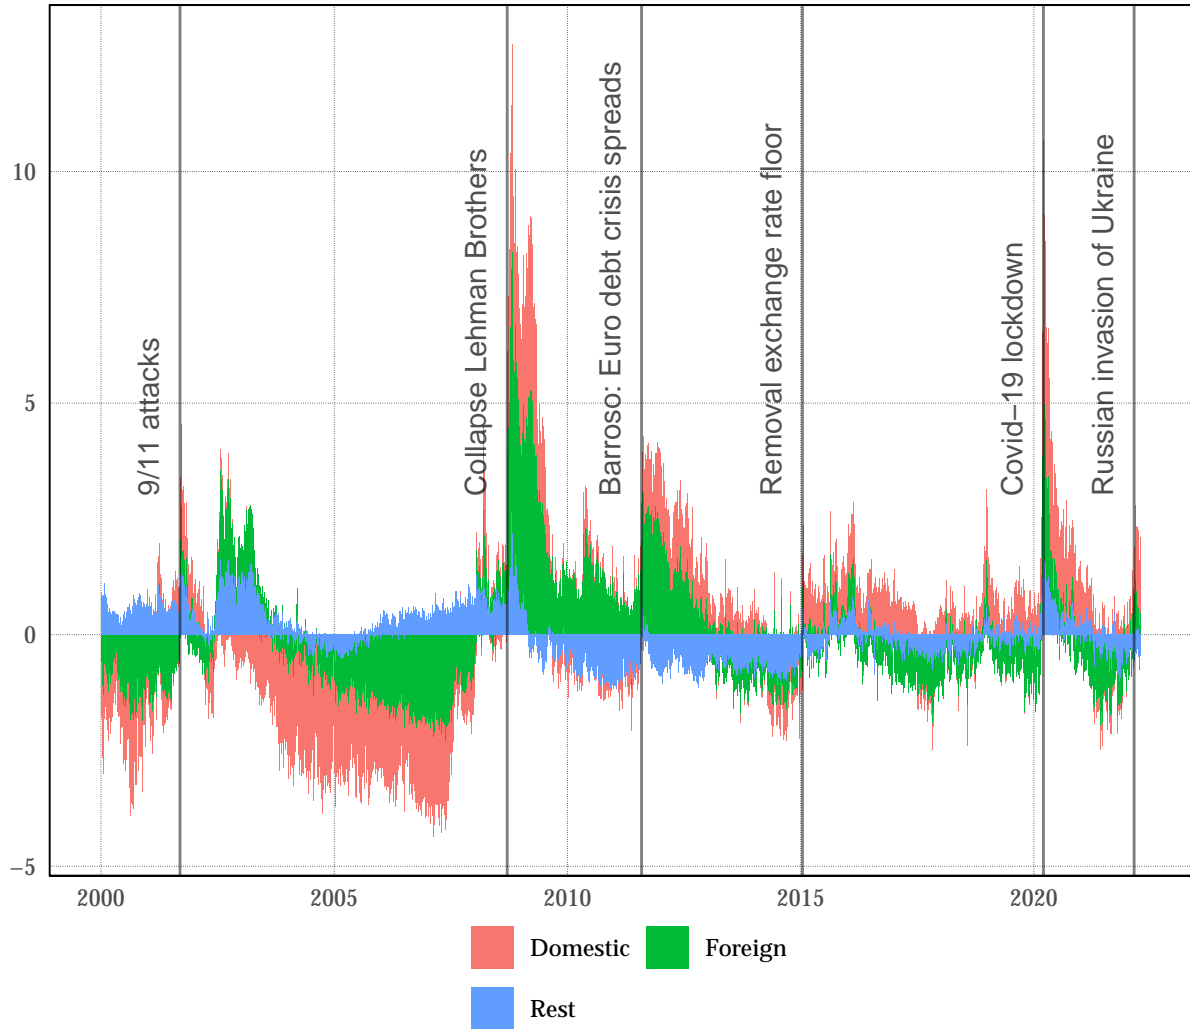 10
5
0
−5
9/11 attacks
Collapse Lehman Brothers
Barroso: Euro debt crisis spreads
Removal exchange rate floor
Covid−19 lockdown
Russian invasion of Ukraine
2000 2005 2010 2015 2020
Domestic Foreign
Rest